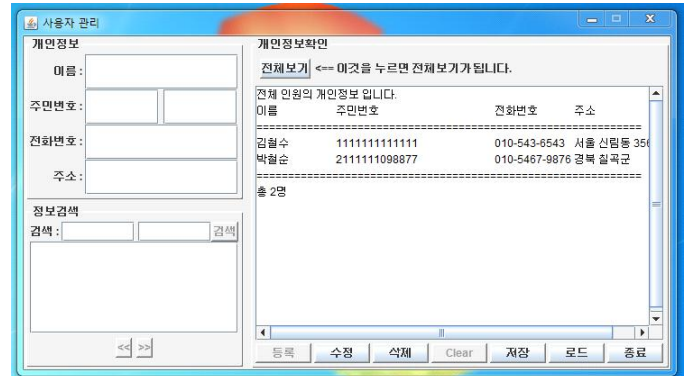 사용자 관리
개인정보
이름 :
주민번호 :
전화번호 :
주소 :
정보검색
검색 : 검색
<< >>
개인정보확인
전체보기 <== 이것을 누르면 전체보기가 됩니다.
전체 인원의 개인정보 입니다.
이름 주민번호 전화번호 주소
================================================
김철수 1111111111111 010-543-6543 서울 신림동 356
박철순 2111111098877 010-5467-9876 경북 칠곡군
================================================
총 2명
등록 수정 삭제 Clear 저장 로드 종료